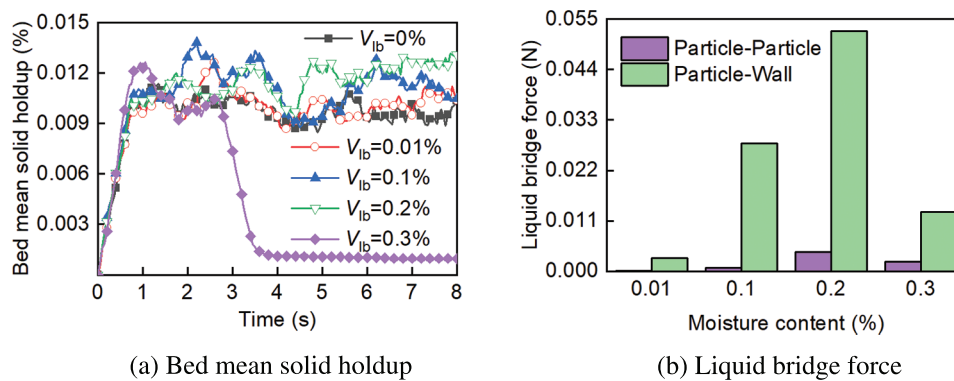 Bed mean solid holdup (%)
0.015
0.012
0.009
0.006
0.003
V_lb=0%
V_lb=0.01%
V_lb=0.1%
V_lb=0.2%
V_lb=0.3%
0 1 2 3 4 5 6 7 8
Time (s)
(a) Bed mean solid holdup
Liquid bridge force (N)
0.055
0.044
0.033
0.022
0.011
0.000
Particle-Particle
Particle-Wall
0.01 0.1 0.2 0.3
Moisture content (%)
(b) Liquid bridge force